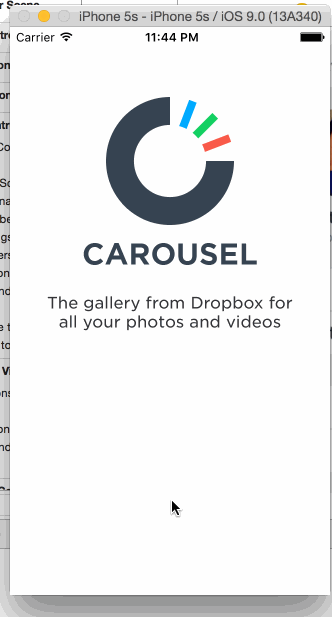 iPhone 5s - iPhone 5s / iOS 9.0 (13A340)
Carrier 11:44 PM
CAROUSEL
The gallery from Dropbox for
all your photos and videos